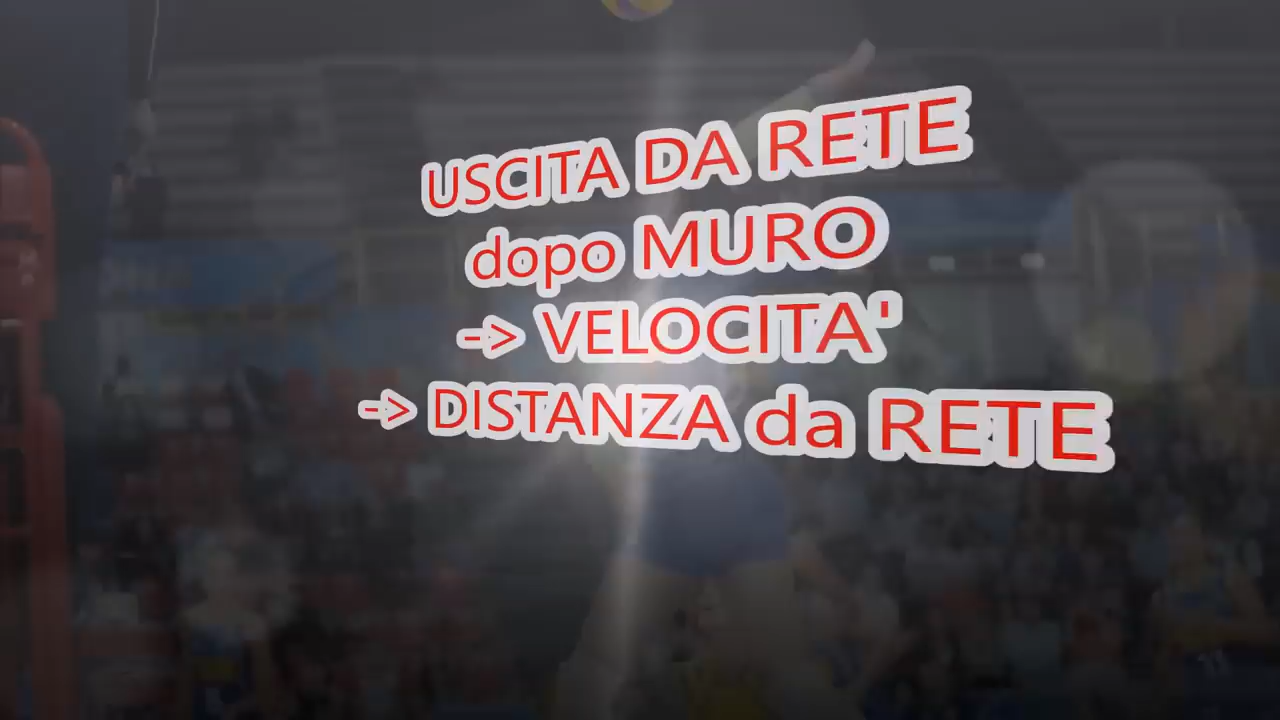 USCITA DA RETE
dopo MURO
-> VELOCITA'
-> DISTANZA da RETE